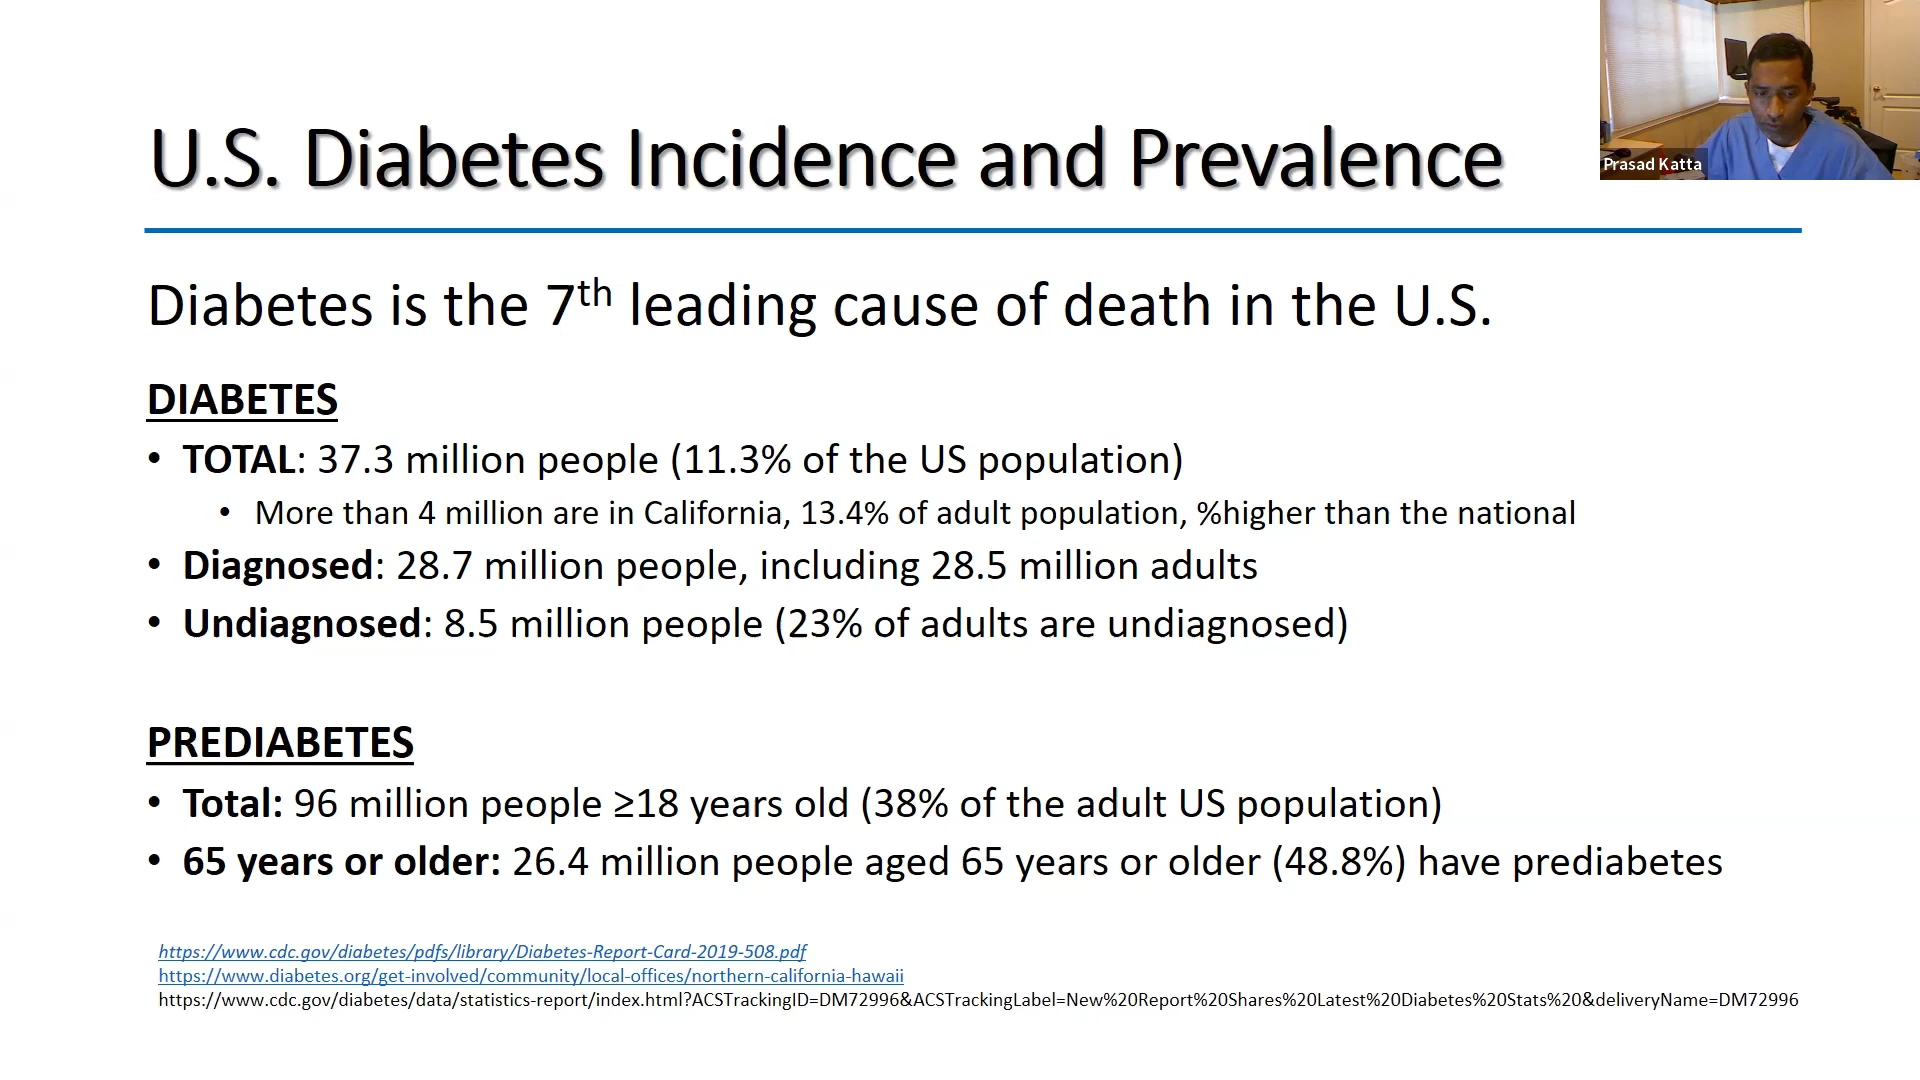 U.S. Diabetes Incidence and Prevalence
Prasad Katta
Diabetes is the 7th leading cause of death in the U.S.
DIABETES
• TOTAL: 37.3 million people (11.3% of the US population)
• More than 4 million are in California, 13.4% of adult population, %higher than the national
• Diagnosed: 28.7 million people, including 28.5 million adults
• Undiagnosed: 8.5 million people (23% of adults are undiagnosed)
PREDIABETES
• Total: 96 million people ≥18 years old (38% of the adult US population)
• 65 years or older: 26.4 million people aged 65 years or older (48.8%) have prediabetes
https://www.cdc.gov/diabetes/pdfs/library/Diabetes-Report-Card-2019-508.pdf
https://www.diabetes.org/get-involved/community/local-offices/northern-california-hawaii
https://www.cdc.gov/diabetes/data/statistics-report/index.html?ACSTrackingID=DM72996&ACSTrackingLabel=New%20Report%20Shares%20Latest%20Diabetes%20Stats%20&deliveryName=DM72996